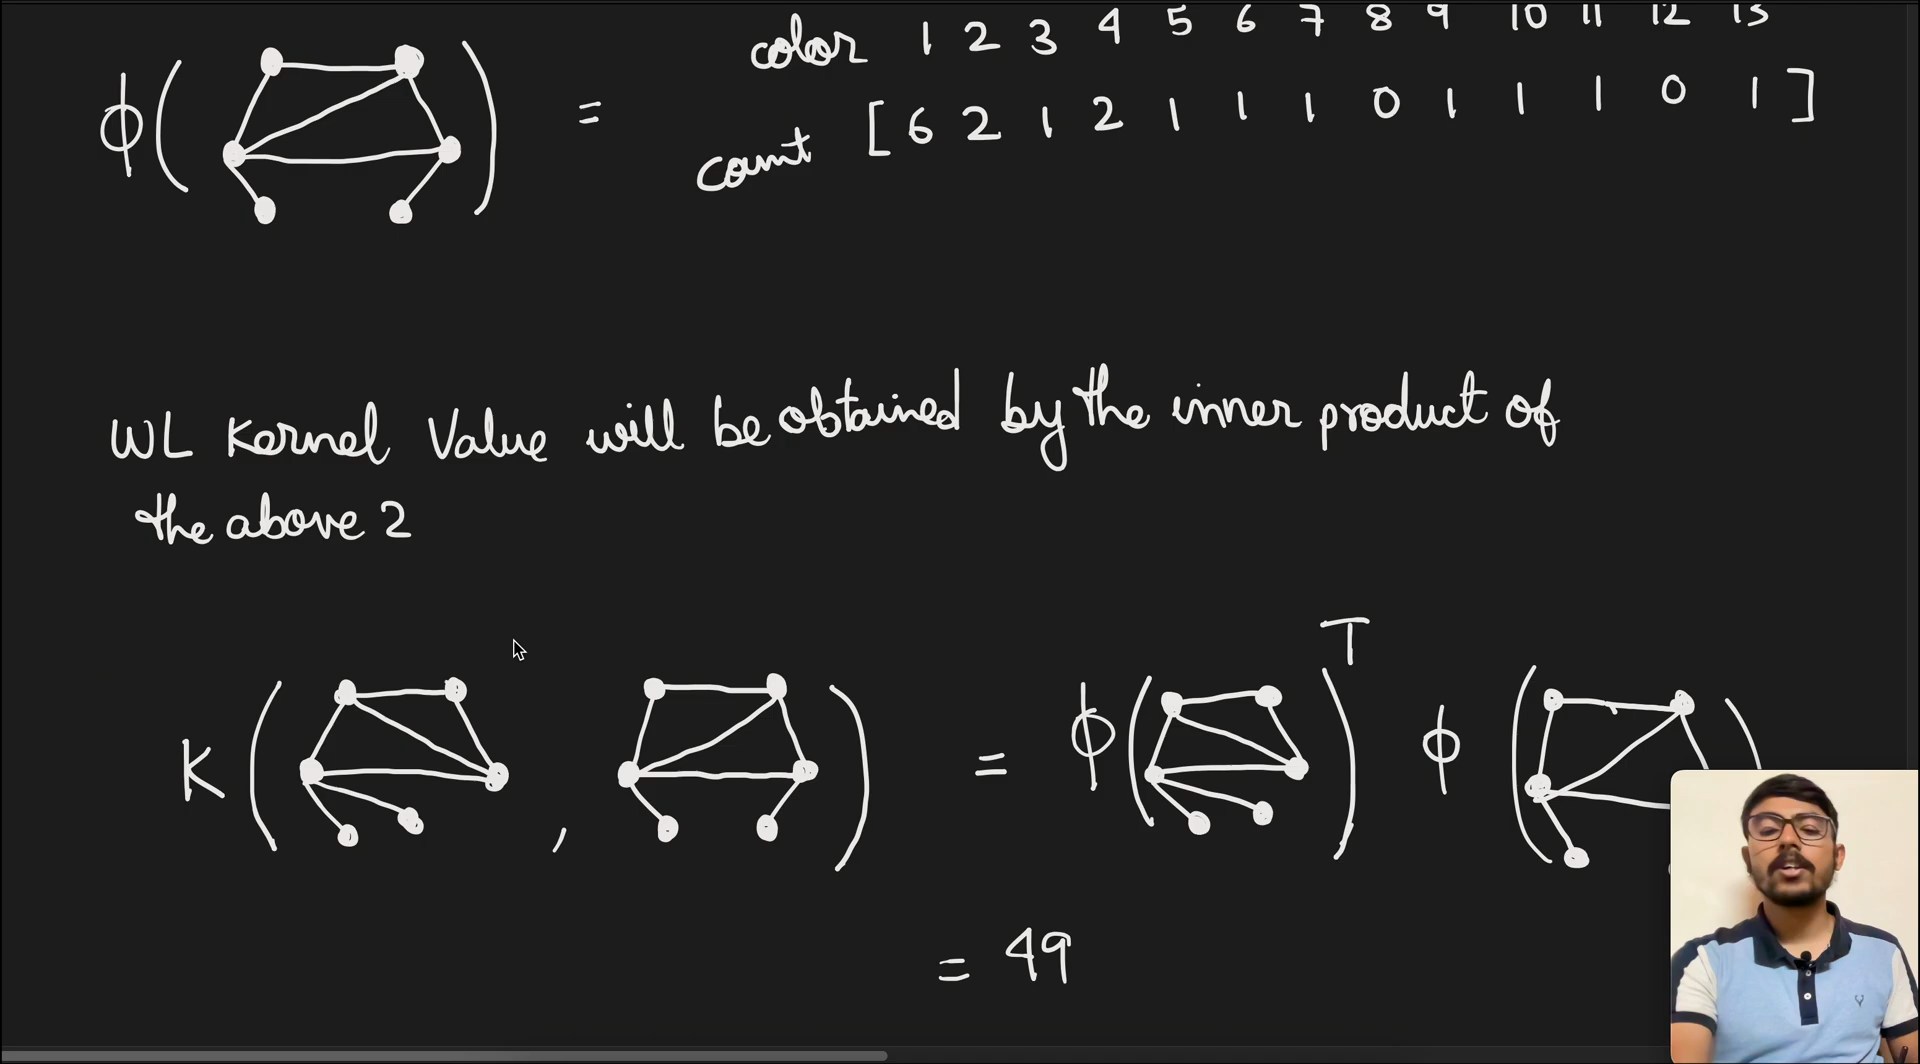 color 1 2 3 4 5 6 7 8 9 10 11 12 13
ϕ( ) = count [6 2 1 2 1 1 1 0 1 1 1 0 1]
WL Kernel Value will be obtained by the inner product of
the above 2
K( , ) = ϕ( )ᵀ ϕ( )
= 49